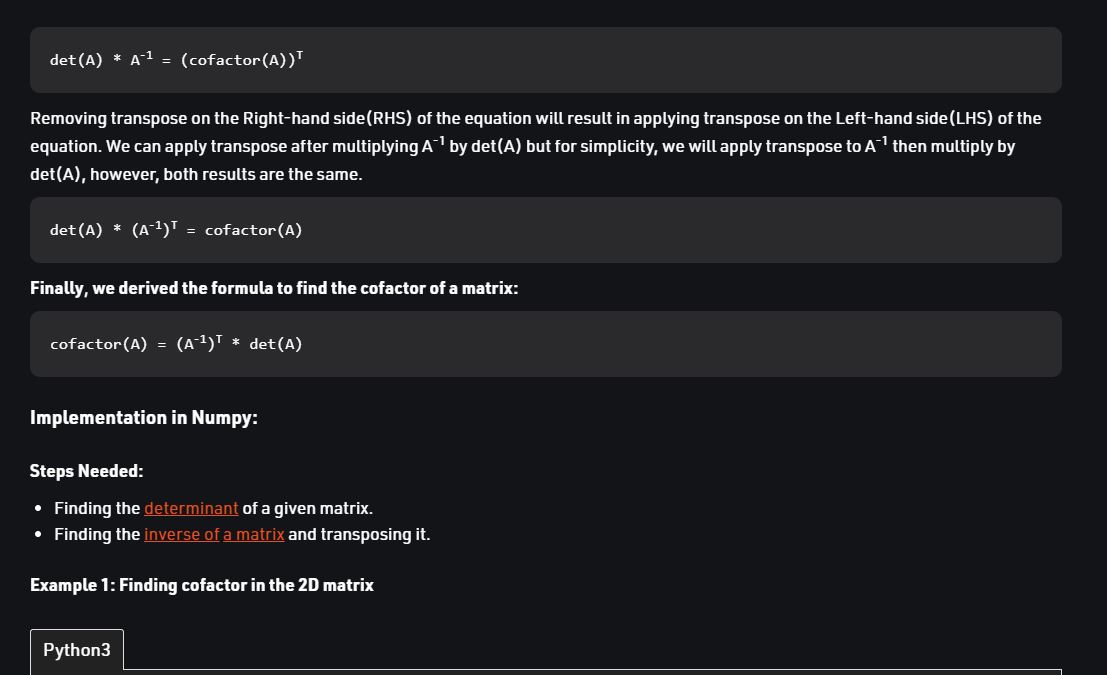 det(A) * A⁻¹ = (cofactor(A))ᵀ
Removing transpose on the Right-hand side(RHS) of the equation will result in applying transpose on the Left-hand side(LHS) of the
equation. We can apply transpose after multiplying A⁻¹ by det(A) but for simplicity, we will apply transpose to A⁻¹ then multiply by
det(A), however, both results are the same.
det(A) * (A⁻¹)ᵀ = cofactor(A)
Finally, we derived the formula to find the cofactor of a matrix:
cofactor(A) = (A⁻¹)ᵀ * det(A)
Implementation in Numpy:
Steps Needed:
• Finding the determinant of a given matrix.
• Finding the inverse of a matrix and transposing it.
Example 1: Finding cofactor in the 2D matrix
Python3